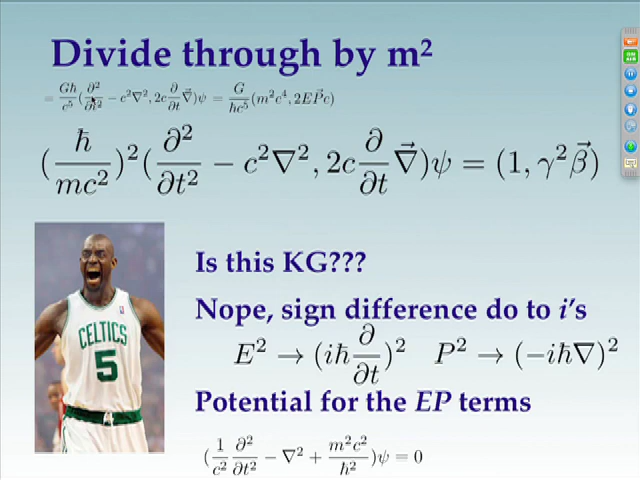 Divide through by m²
= Għ/c⁵ (∂²/∂t² − c²∇², 2c ∂/∂t ∇⃗)ψ = G/ħc⁵ (m²c⁴, 2EP⃗c)
(ħ/mc²)²(∂²/∂t² − c²∇², 2c ∂/∂t ∇⃗)ψ = (1, γ²β⃗)
Is this KG???
Nope, sign difference do to i's
E² → (iħ ∂/∂t)² P² → (−iħ∇)²
Potential for the EP terms
(1/c² ∂²/∂t² − ∇² + m²c²/ħ²)ψ = 0
CELTICS
5